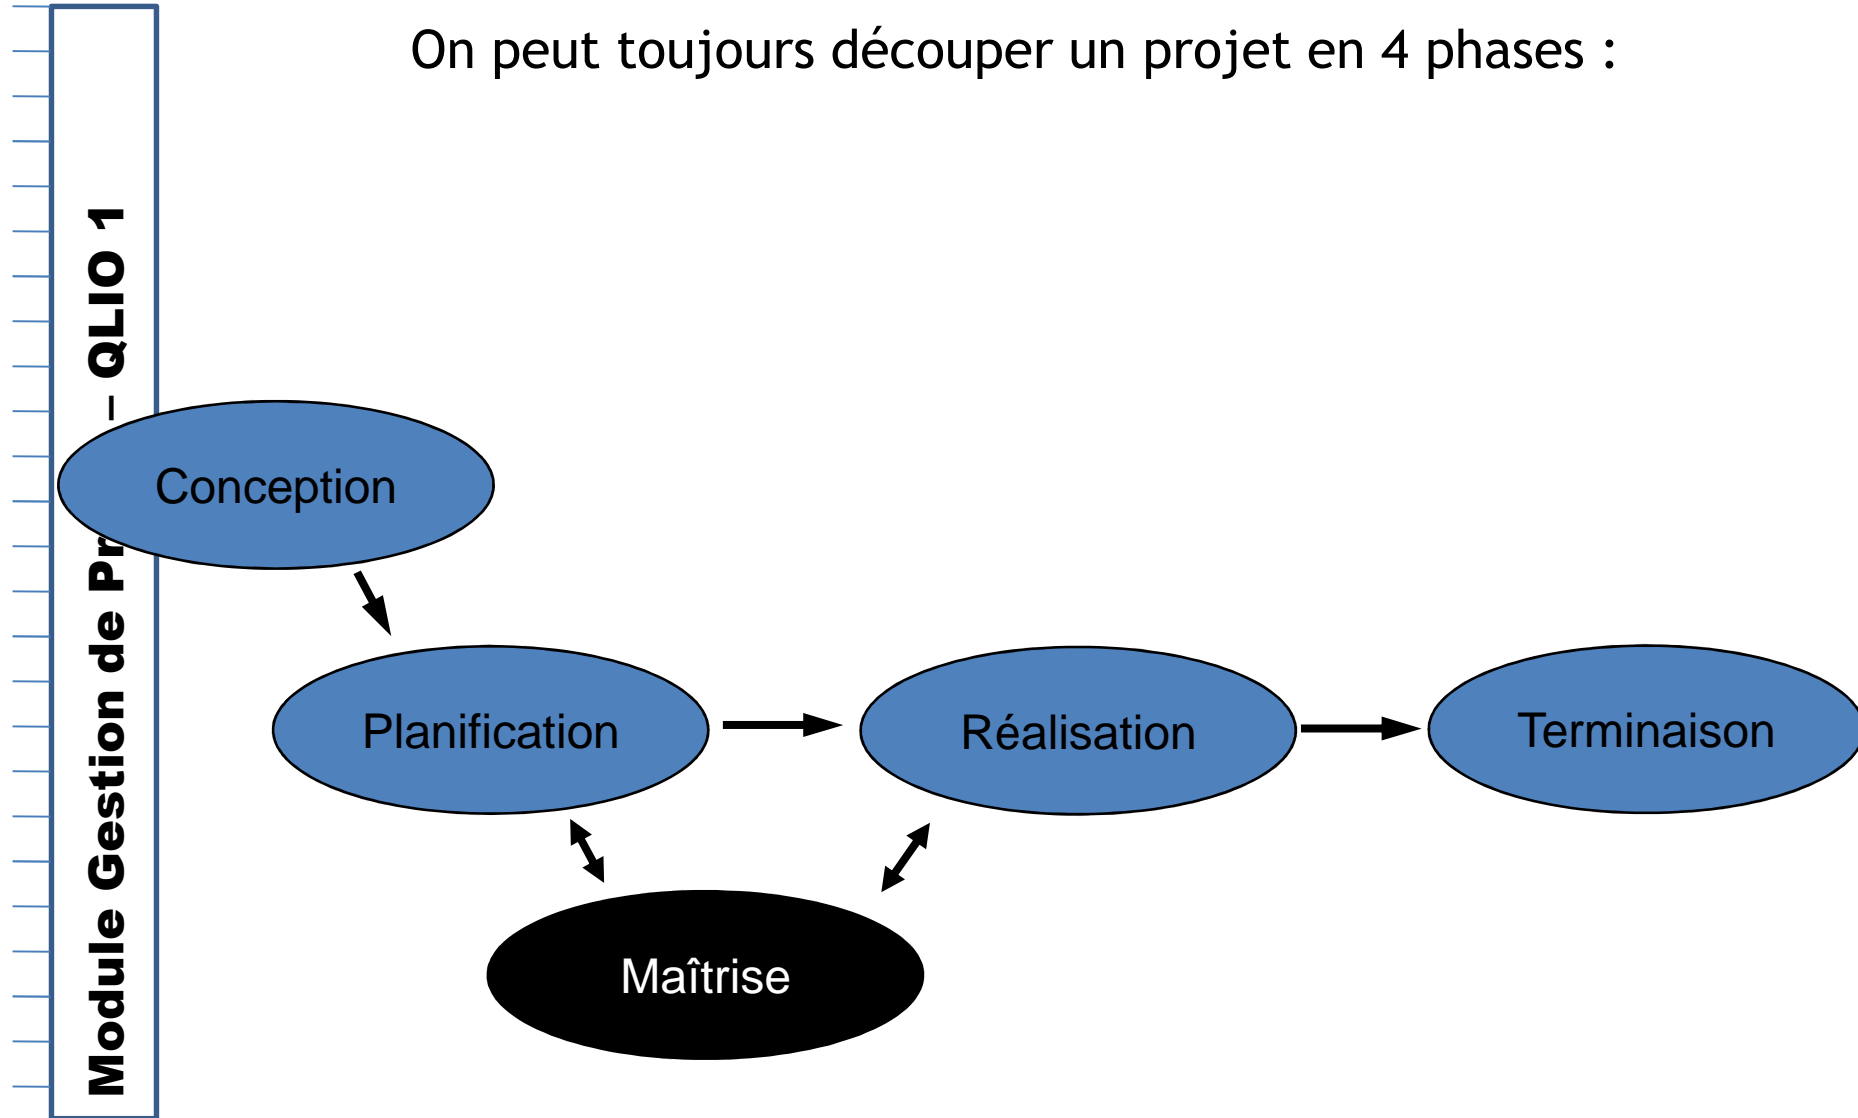 On peut toujours découper un projet en 4 phases :
Module Gestion de Pr – QLIO 1
Conception
Planification
Réalisation
Terminaison
Maîtrise